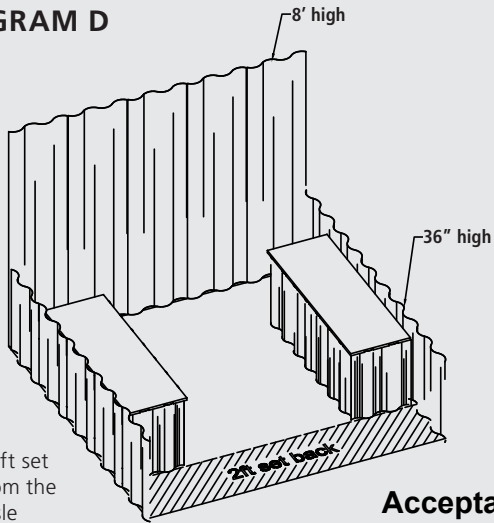 GRAM D
8’ high
36” high
2ft set back
ft set
om the
le
Accepta